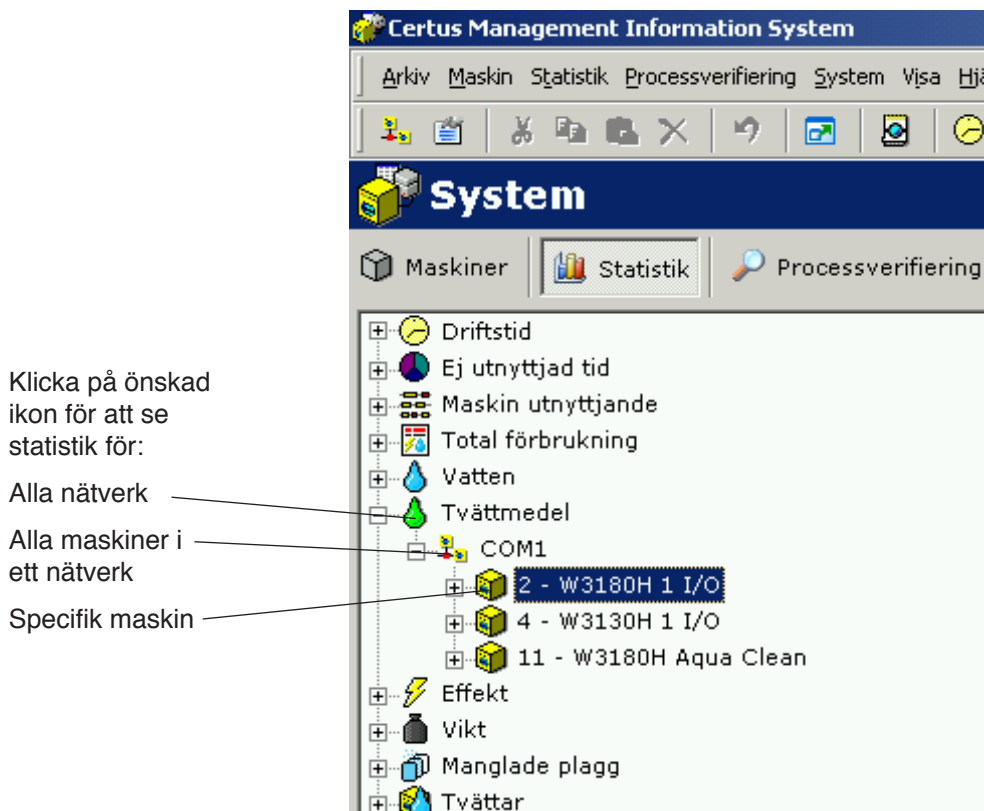 Certus Management Information System
Arkiv Maskin Statistik Processverifiering System Visa Hjä
System
Maskiner Statistik Processverifiering
Driftstid
Ej utnyttjad tid
Maskin utnyttjande
Total förbrukning
Vatten
Tvättmedel
COM1
2 - W3180H 1 I/O
4 - W3130H 1 I/O
11 - W3180H Aqua Clean
Effekt
Vikt
Manglade plagg
Tvättar
Klicka på önskad
ikon för att se
statistik för:
Alla nätverk
Alla maskiner i
ett nätverk
Specifik maskin